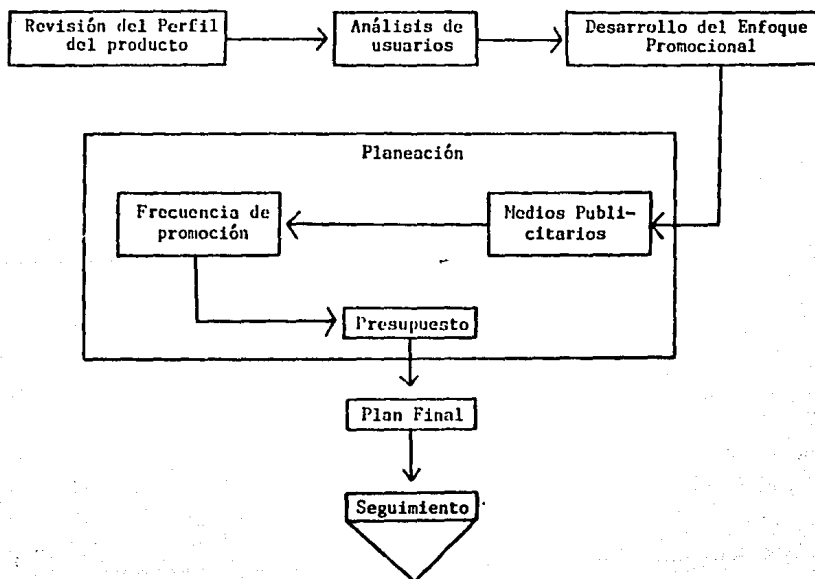 Revisión del Perfil
del producto
Análisis de
usuarios
Desarrollo del Enfoque
Promocional
Planeación
Medios Publi-
citarios
Frecuencia de
promoción
Presupuesto
Plan Final
Seguimiento